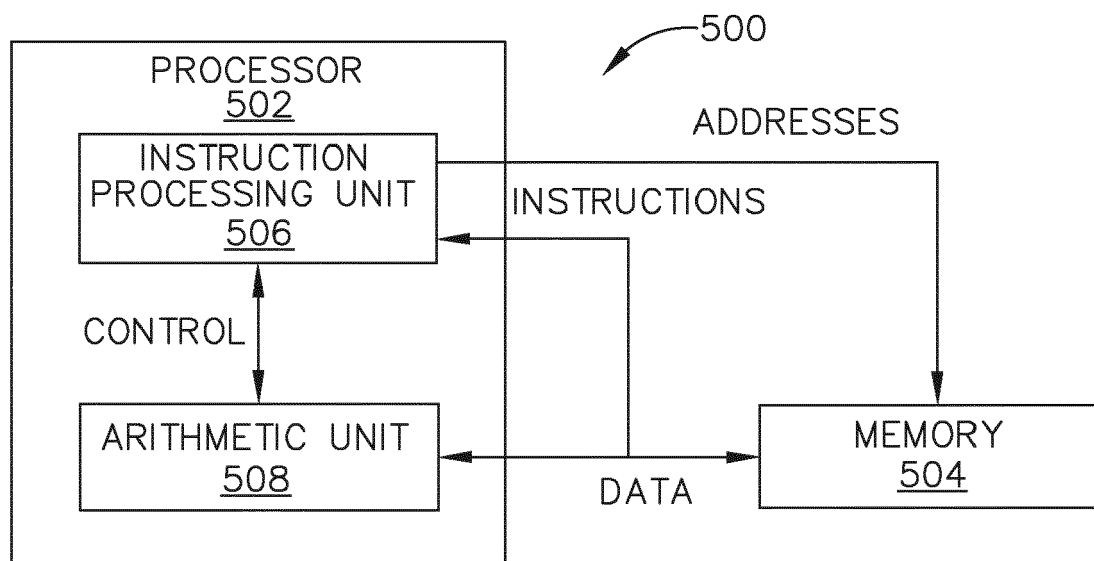 500
PROCESSOR
502
ADDRESSES
INSTRUCTION
PROCESSING UNIT
506
INSTRUCTIONS
CONTROL
ARITHMETIC UNIT
508
DATA
MEMORY
504